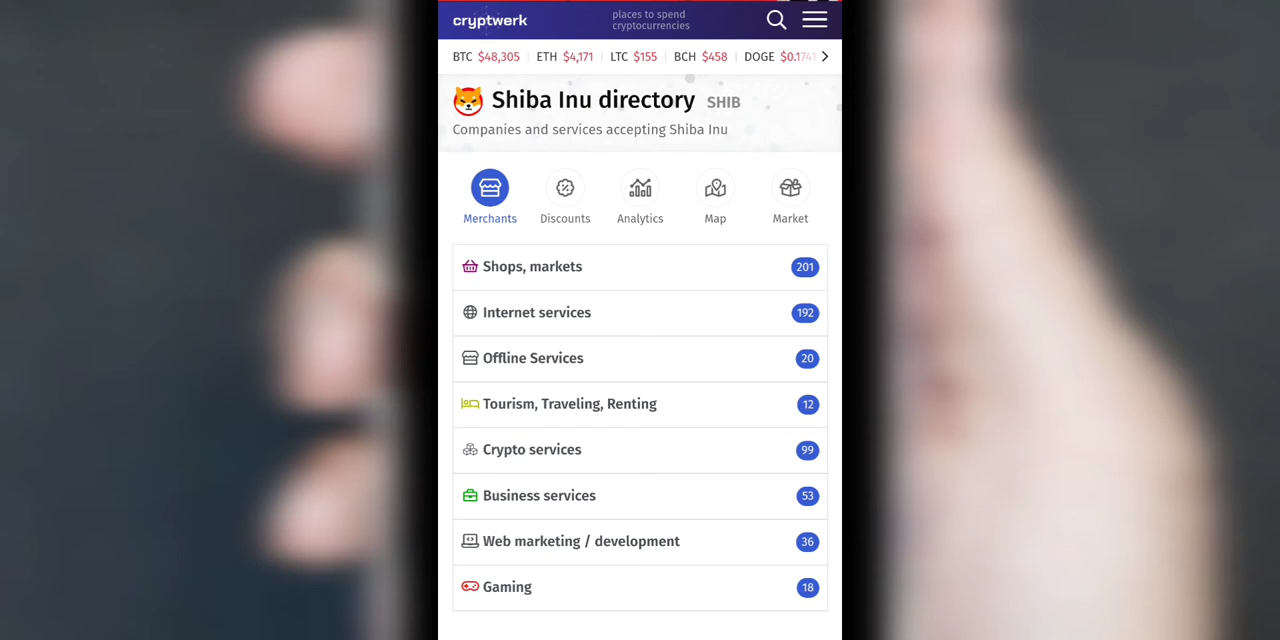 cryptwerk
places to spend
cryptocurrencies
BTC $48,305 ETH $4,171 LTC $155 BCH $458 DOGE $0.1741
Shiba Inu directory SHIB
Companies and services accepting Shiba Inu
Merchants Discounts Analytics Map Market
Shops, markets 201
Internet services 192
Offline Services 20
Tourism, Traveling, Renting 12
Crypto services 99
Business services 53
Web marketing / development 36
Gaming 18